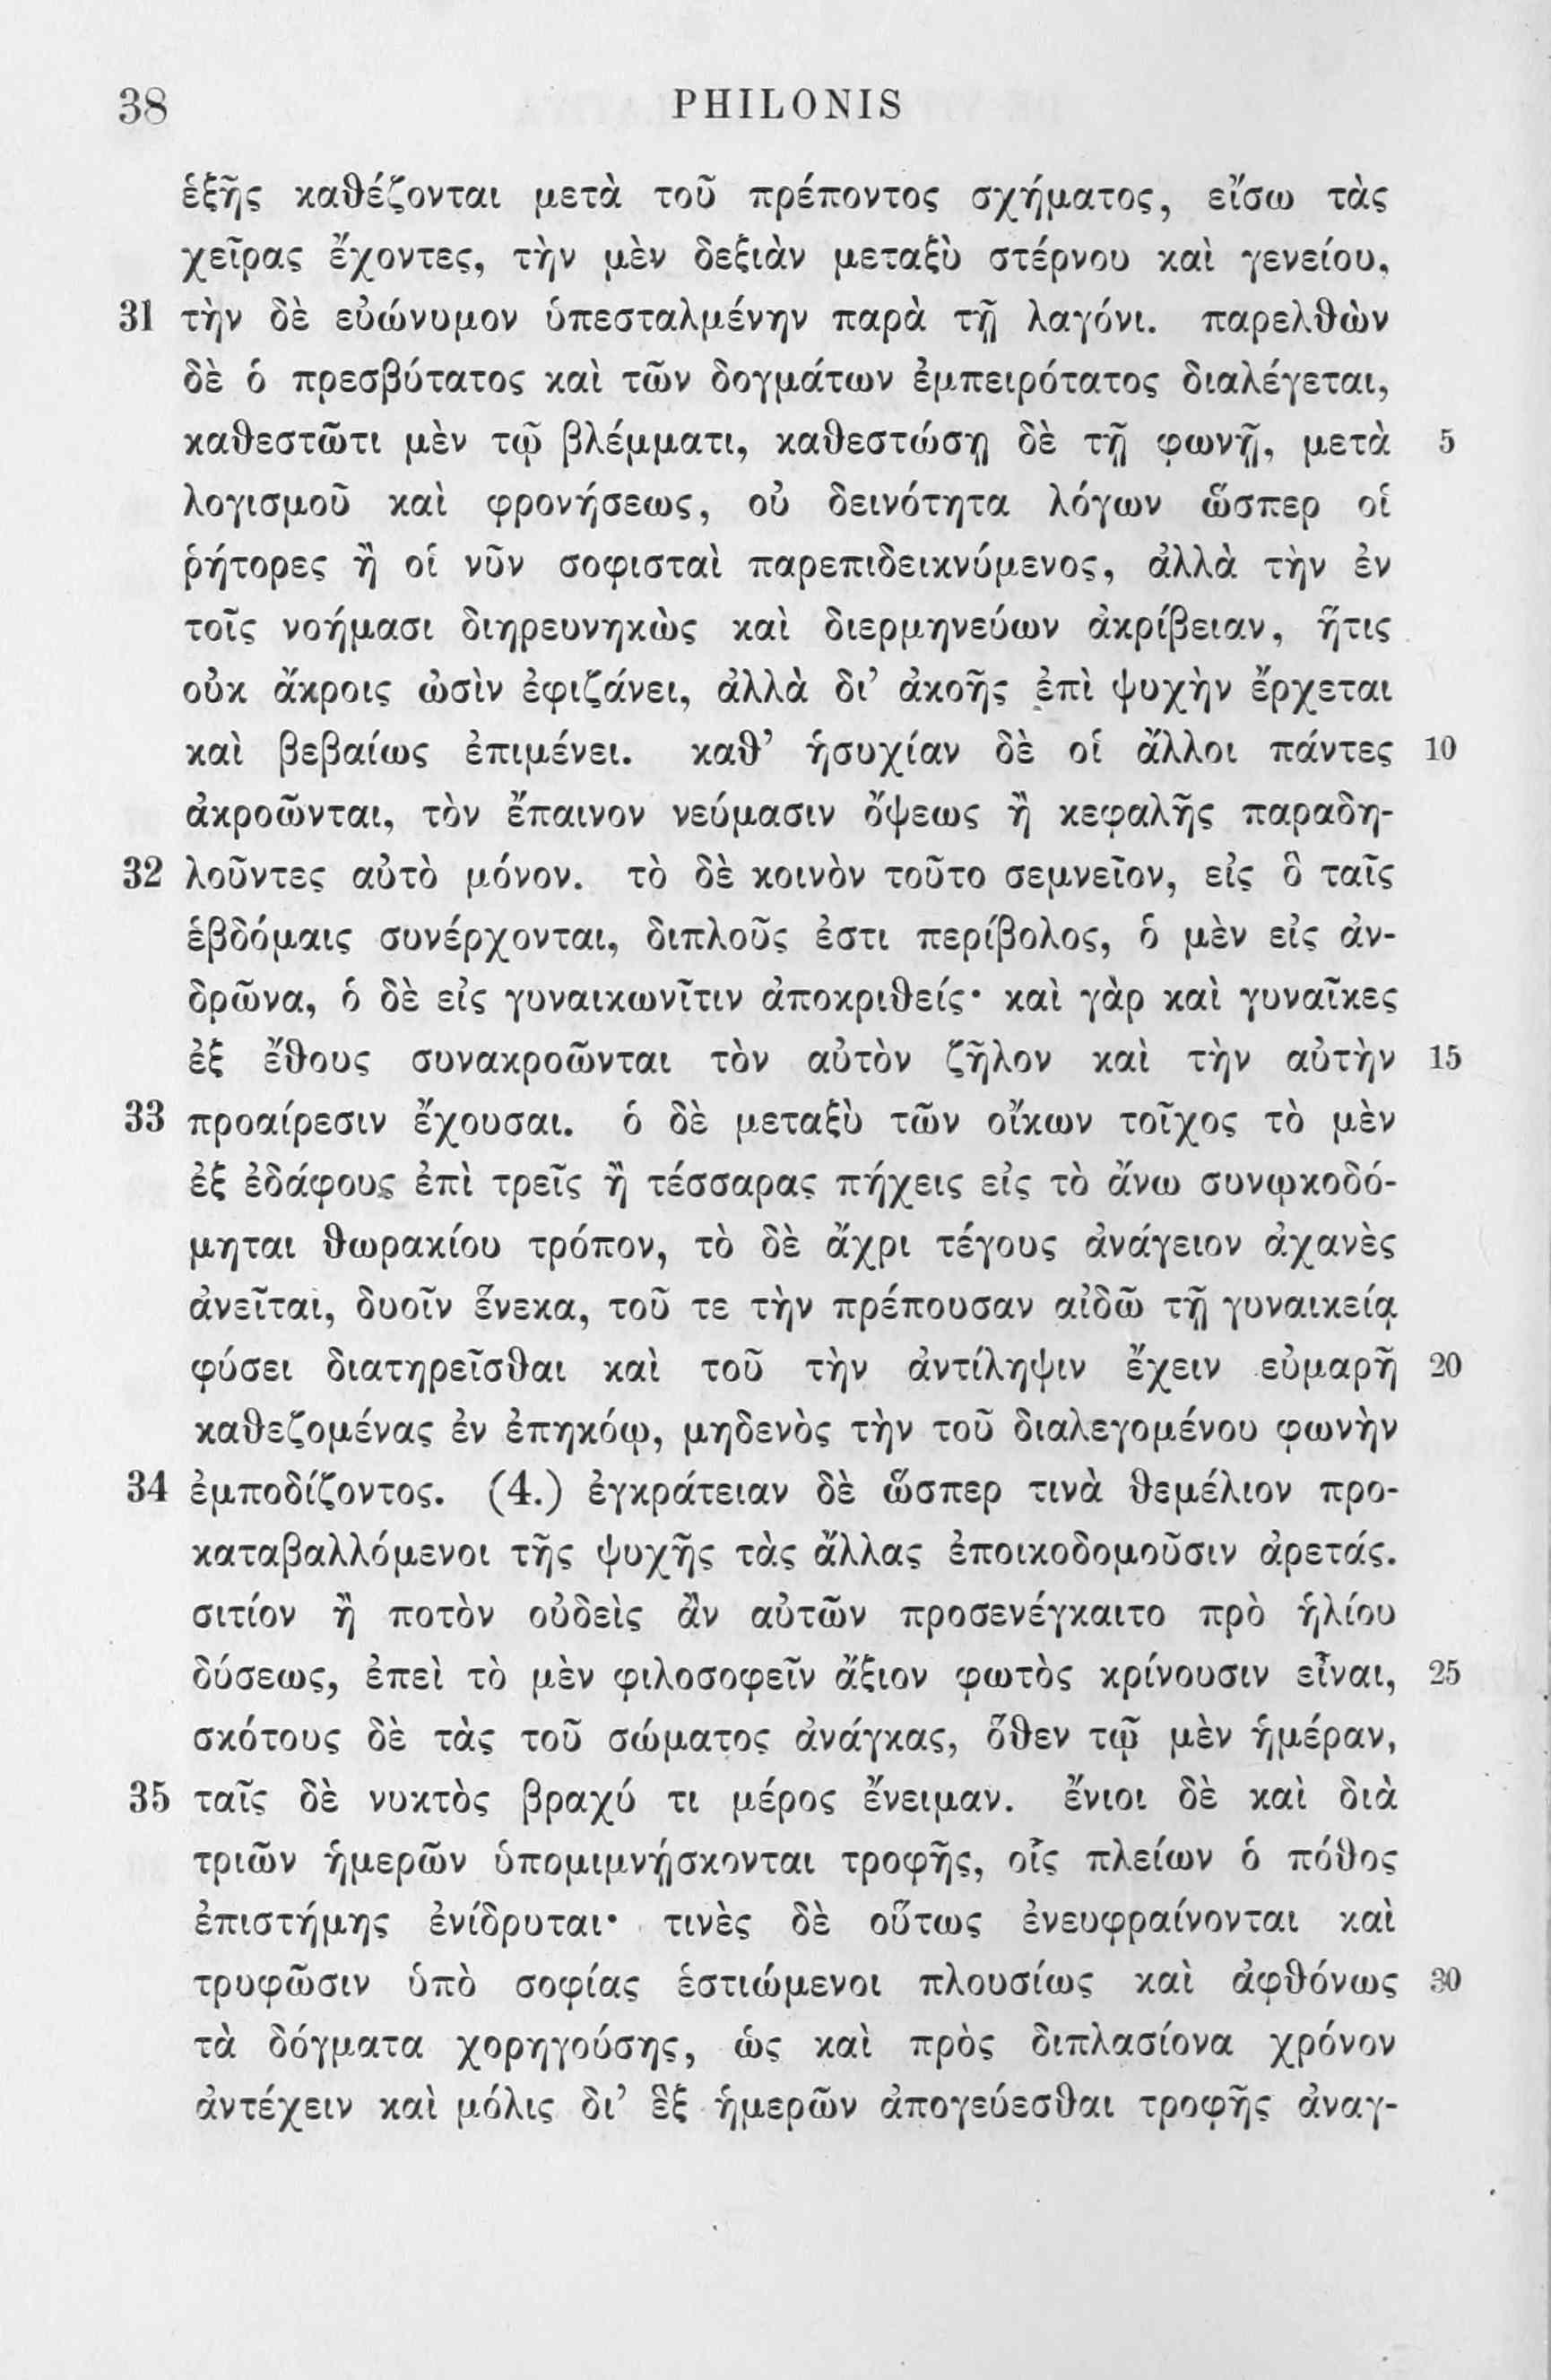 38 PHILONIS
ἑξῆς καθέζονται μετὰ τοῦ πρέποντος σχήματος, εἴσω τὰς
χεῖρας ἔχοντες, τὴν μὲν δεξιὰν μεταξὺ στέρνου καὶ γενείου,
31 τὴν δὲ εὐώνυμον ὑπεσταλμένην παρὰ τῇ λαγόνι. παρελθὼν
δὲ ὁ πρεσβύτατος καὶ τῶν δογμάτων ἐμπειρότατος διαλέγεται,
καθεστῶτι μὲν τῷ βλέμματι, καθεστώσῃ δὲ τῇ φωνῇ, μετὰ 5
λογισμοῦ καὶ φρονήσεως, οὐ δεινότητα λόγων ὥσπερ οἱ
ῥήτορες ἢ οἱ νῦν σοφισταὶ παρεπιδεικνύμενος, ἀλλὰ τὴν ἐν
τοῖς νοήμασι διηρευνηκὼς καὶ διερμηνεύων ἀκρίβειαν, ἥτις
οὐκ ἄκροις ὠσὶν ἐφιζάνει, ἀλλὰ δι’ ἀκοῆς ἐπὶ ψυχὴν ἔρχεται
καὶ βεβαίως ἐπιμένει. καθ’ ἡσυχίαν δὲ οἱ ἄλλοι πάντες 10
ἀκροῶνται, τὸν ἔπαινον νεύμασιν ὄψεως ἢ κεφαλῆς παραδη-
32 λοῦντες αὐτὸ μόνον. τὸ δὲ κοινὸν τοῦτο σεμνεῖον, εἰς ὃ ταῖς
ἑβδόμαις συνέρχονται, διπλοῦς ἐστι περίβολος, ὁ μὲν εἰς ἀν-
δρῶνα, ὁ δὲ εἰς γυναικωνῖτιν ἀποκριθείς· καὶ γὰρ καὶ γυναῖκες
ἐξ ἔθους συνακροῶνται τὸν αὐτὸν ζῆλον καὶ τὴν αὐτὴν 15
33 προαίρεσιν ἔχουσαι. ὁ δὲ μεταξὺ τῶν οἴκων τοῖχος τὸ μὲν
ἐξ ἐδάφους ἐπὶ τρεῖς ἢ τέσσαρας πήχεις εἰς τὸ ἄνω συνῳκοδό-
μηται θωρακίου τρόπον, τὸ δὲ ἄχρι τέγους ἀνάγειον ἀχανὲς
ἀνεῖται, δυοῖν ἕνεκα, τοῦ τε τὴν πρέπουσαν αἰδῶ τῇ γυναικείᾳ
φύσει διατηρεῖσθαι καὶ τοῦ τὴν ἀντίληψιν ἔχειν εὐμαρῆ 20
καθεζομένας ἐν ἐπηκόῳ, μηδενὸς τὴν τοῦ διαλεγομένου φωνὴν
34 ἐμποδίζοντος. (4.) ἐγκράτειαν δὲ ὥσπερ τινὰ θεμέλιον προ-
καταβαλλόμενοι τῆς ψυχῆς τὰς ἄλλας ἐποικοδομοῦσιν ἀρετάς.
σιτίον ἢ ποτὸν οὐδεὶς ἂν αὐτῶν προσενέγκαιτο πρὸ ἡλίου
δύσεως, ἐπεὶ τὸ μὲν φιλοσοφεῖν ἄξιον φωτὸς κρίνουσιν εἶναι, 25
σκότους δὲ τὰς τοῦ σώματος ἀνάγκας, ὅθεν τῷ μὲν ἡμέραν,
35 ταῖς δὲ νυκτὸς βραχύ τι μέρος ἔνειμαν. ἔνιοι δὲ καὶ διὰ
τριῶν ἡμερῶν ὑπομιμνῄσκονται τροφῆς, οἷς πλείων ὁ πόθος
ἐπιστήμης ἐνίδρυται· τινὲς δὲ οὕτως ἐνευφραίνονται καὶ
τρυφῶσιν ὑπὸ σοφίας ἑστιώμενοι πλουσίως καὶ ἀφθόνως 30
τὰ δόγματα χορηγούσης, ὡς καὶ πρὸς διπλασίονα χρόνον
ἀντέχειν καὶ μόλις δι’ ἓξ ἡμερῶν ἀπογεύεσθαι τροφῆς ἀναγ-